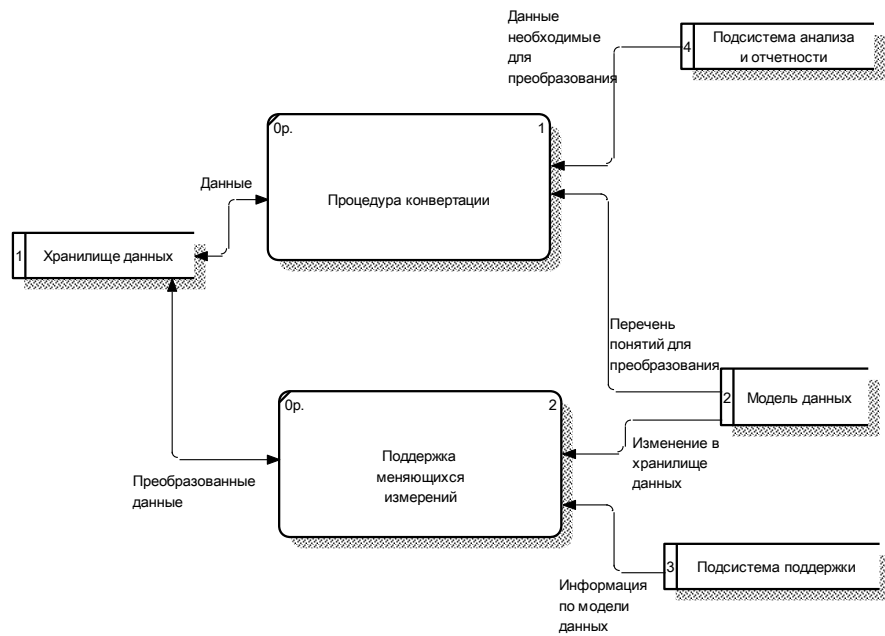 Данные
необходимые
для
преобразования
4
Подсистема анализа
и отчетности
0р.
1
Процедура конвертации
Данные
1
Хранилище данных
Перечень
понятий для
преобразования
2
Модель данных
0р.
2
Поддержка
меняющихся
измерений
Изменение в
хранилище
данных
Преобразованные
данные
3
Подсистема поддержки
Информация
по модели
данных